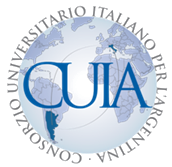 CONSORZIO UNIVERSITARIO ITALIANO PER L'ARGENTINA ·
CUIA